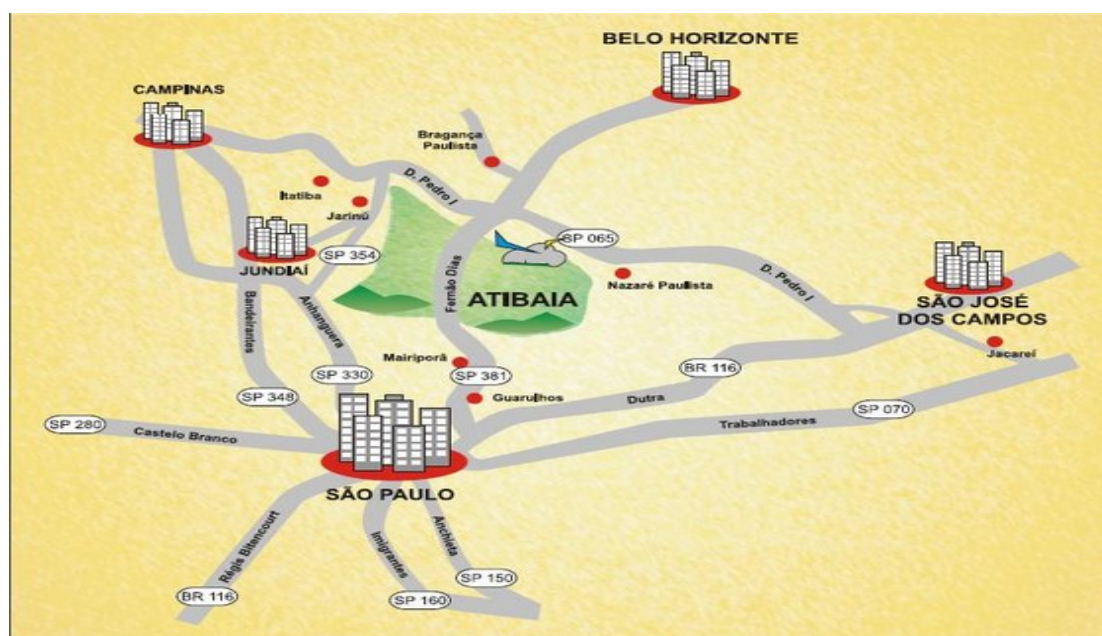 BELO HORIZONTE
CAMPINAS
Bragança
Paulista
D. Pedro I
Itatiba
Jarinú
SP 065
SP 354
JUNDIAÍ
Nazaré Paulista
D. Pedro I
Fernão Dias
ATIBAIA
SÃO JOSÉ
DOS CAMPOS
Bandeirantes
Anhanguera
Jacareí
Mairiporã
BR 116
SP 330
SP 381
SP 348
Guarulhos
Dutra
SP 070
SP 280
Castelo Branco
Trabalhadores
SÃO PAULO
Régis Bitencourt
Imigrantes
Anchieta
SP 150
BR 116
SP 160